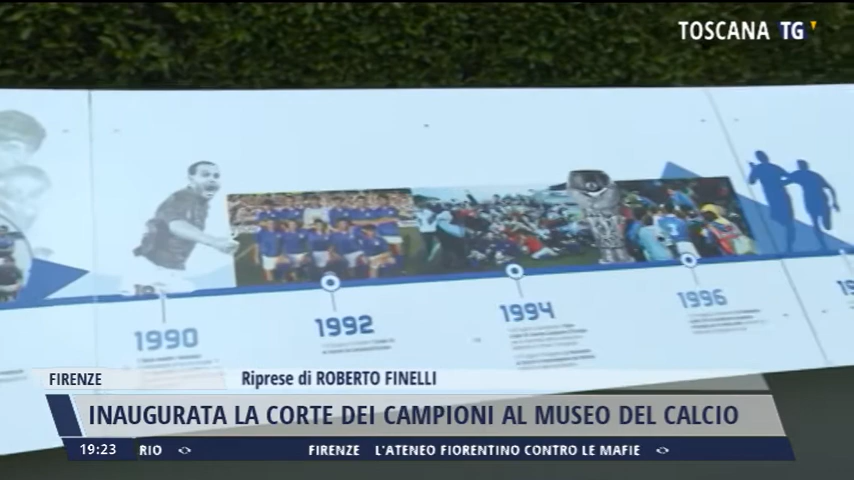 TOSCANA TG
1990
1992
1994
1996
FIRENZE
Riprese di ROBERTO FINELLI
INAUGURATA LA CORTE DEI CAMPIONI AL MUSEO DEL CALCIO
19:23 RIO FIRENZE L'ATENEO FIORENTINO CONTRO LE MAFIE